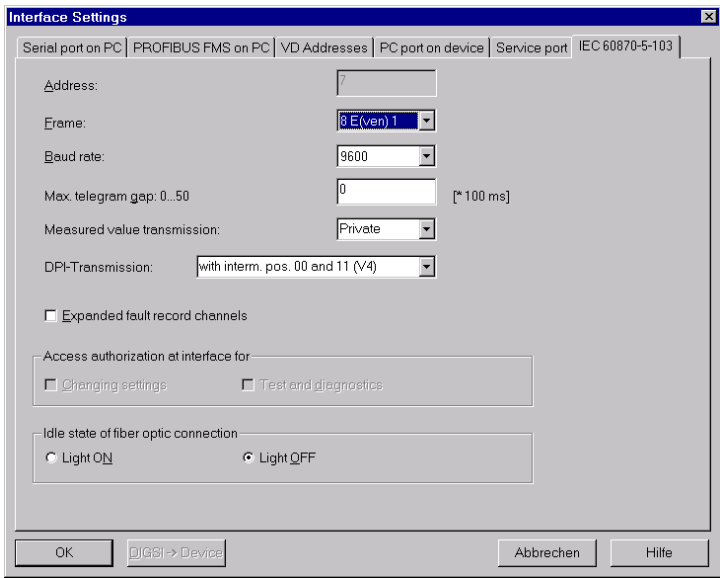 Interface Settings
Serial port on PC PROFIBUS FMS on PC VD Addresses PC port on device Service port IEC 60870-5-103
Address: 7
Frame: 8 E(ven) 1
Baud rate: 9600
Max. telegram gap: 0...50 0 [* 100 ms]
Measured value transmission: Private
DPI-Transmission: with interm. pos. 00 and 11 (V4)
Expanded fault record channels
Access authorization at interface for
Changing settings Test and diagnostics
Idle state of fiber optic connection
Light ON Light OFF
OK DIGSI -> Device Abbrechen Hilfe